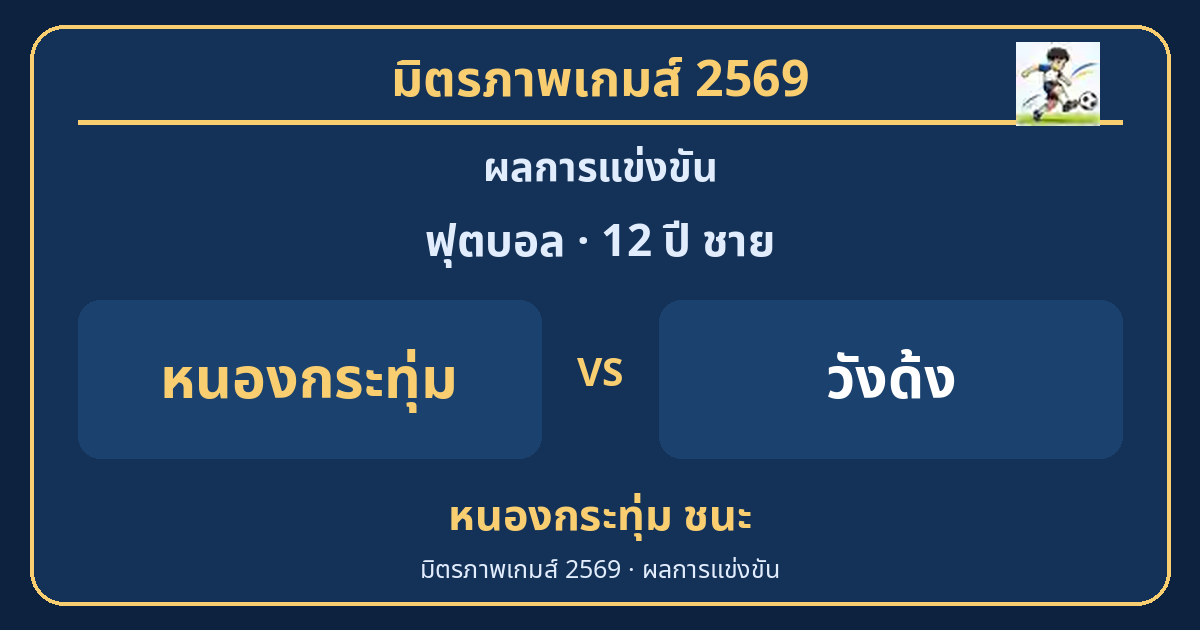 มิตรภาพเกมส์ 2569
ผลการแข่งขัน
ฟุตบอล · 12 ปี ชาย
หนองกระทุ่ม
VS
วังด้ง
หนองกระทุ่ม ชนะ
มิตรภาพเกมส์ 2569 · ผลการแข่งขัน